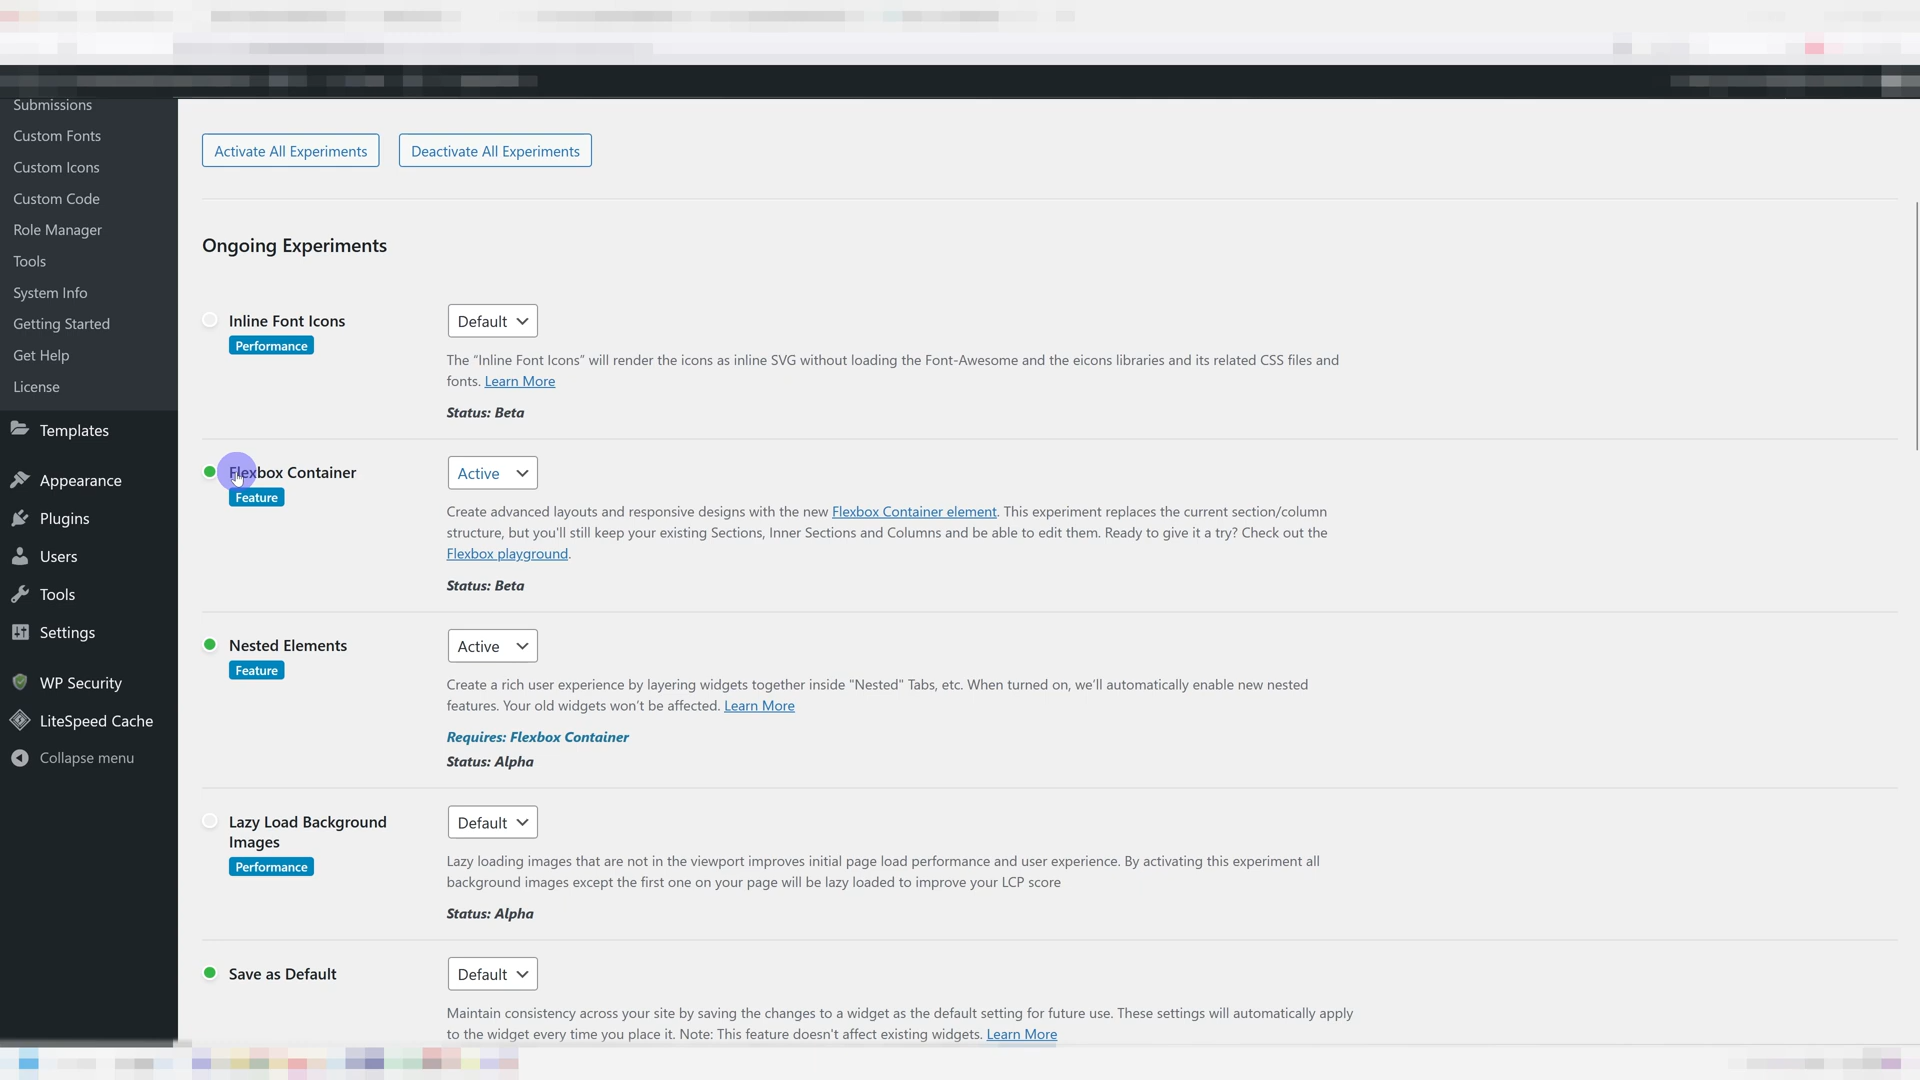 Submissions
Custom Fonts
Custom Icons
Custom Code
Role Manager
Tools
System Info
Getting Started
Get Help
License
Templates
Appearance
Plugins
Users
Tools
Settings
WP Security
LiteSpeed Cache
Collapse menu
Activate All Experiments
Deactivate All Experiments
Ongoing Experiments
Inline Font Icons
Performance
Default
The “Inline Font Icons” will render the icons as inline SVG without loading the Font-Awesome and the eicons libraries and its related CSS files and
fonts. Learn More
Status: Beta
Flexbox Container
Feature
Active
Create advanced layouts and responsive designs with the new Flexbox Container element. This experiment replaces the current section/column
structure, but you'll still keep your existing Sections, Inner Sections and Columns and be able to edit them. Ready to give it a try? Check out the
Flexbox playground.
Status: Beta
Nested Elements
Feature
Active
Create a rich user experience by layering widgets together inside "Nested" Tabs, etc. When turned on, we’ll automatically enable new nested
features. Your old widgets won’t be affected. Learn More
Requires: Flexbox Container
Status: Alpha
Lazy Load Background
Images
Performance
Default
Lazy loading images that are not in the viewport improves initial page load performance and user experience. By activating this experiment all
background images except the first one on your page will be lazy loaded to improve your LCP score
Status: Alpha
Save as Default
Default
Maintain consistency across your site by saving the changes to a widget as the default setting for future use. These settings will automatically apply
to the widget every time you place it. Note: This feature doesn't affect existing widgets. Learn More